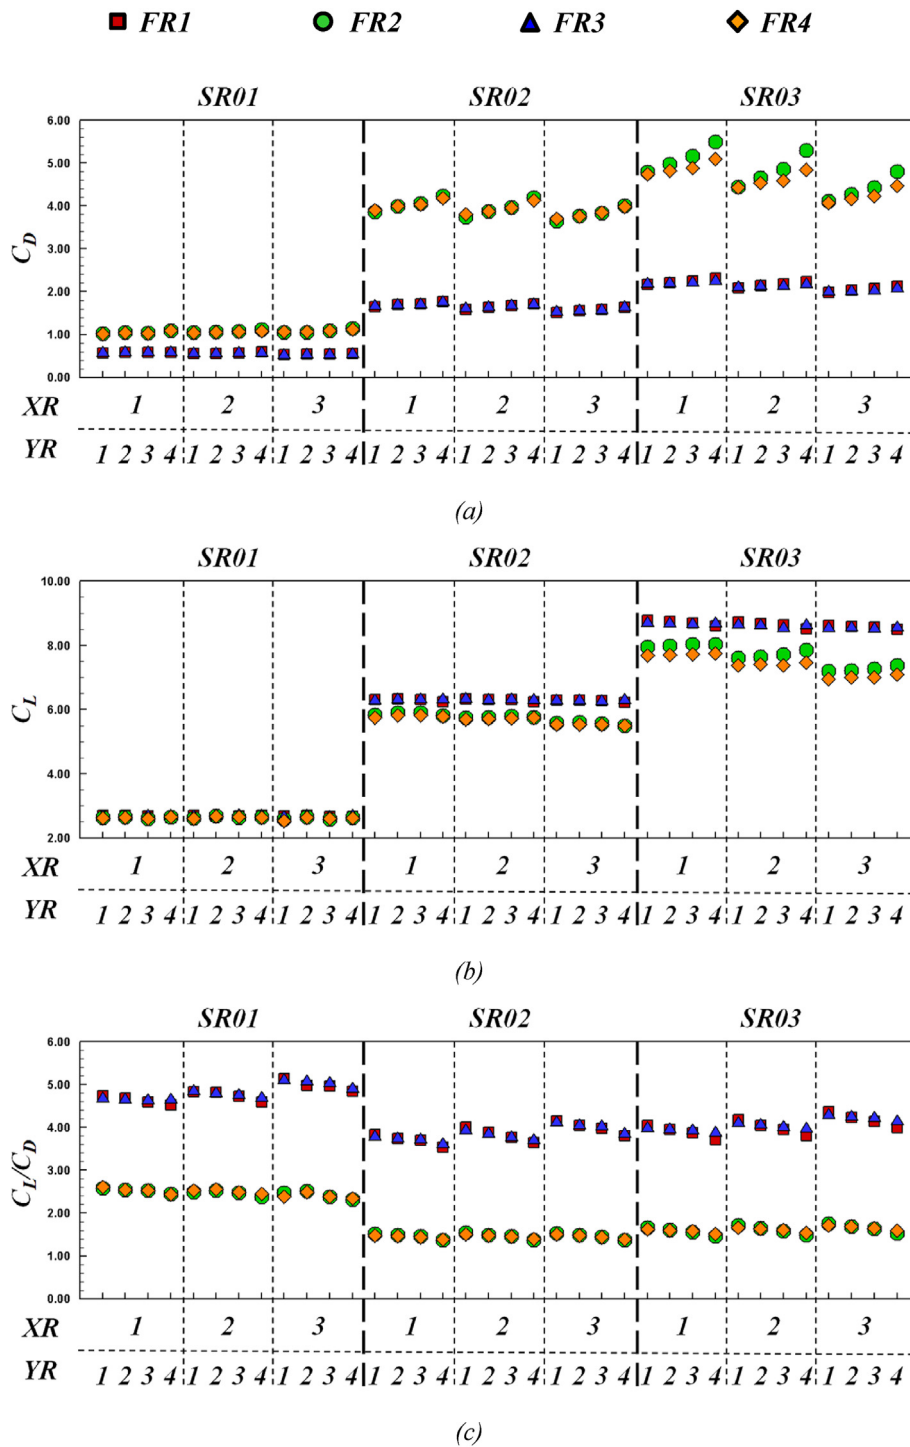 FR1 FR2 FR3 FR4
SR01 SR02 SR03
6.00
5.00
4.00
3.00
2.00
1.00
0.00
C_D
XR 1 2 3 1 2 3 1 2 3
YR 1 2 3 4 1 2 3 4 1 2 3 4 1 2 3 4 1 2 3 4 1 2 3 4 1 2 3 4 1 2 3 4 1 2 3 4
(a)
SR01 SR02 SR03
10.00
8.00
6.00
4.00
2.00
C_L
XR 1 2 3 1 2 3 1 2 3
YR 1 2 3 4 1 2 3 4 1 2 3 4 1 2 3 4 1 2 3 4 1 2 3 4 1 2 3 4 1 2 3 4 1 2 3 4
(b)
SR01 SR02 SR03
6.00
5.00
4.00
3.00
2.00
1.00
0.00
C_L/C_D
XR 1 2 3 1 2 3 1 2 3
YR 1 2 3 4 1 2 3 4 1 2 3 4 1 2 3 4 1 2 3 4 1 2 3 4 1 2 3 4 1 2 3 4 1 2 3 4
(c)